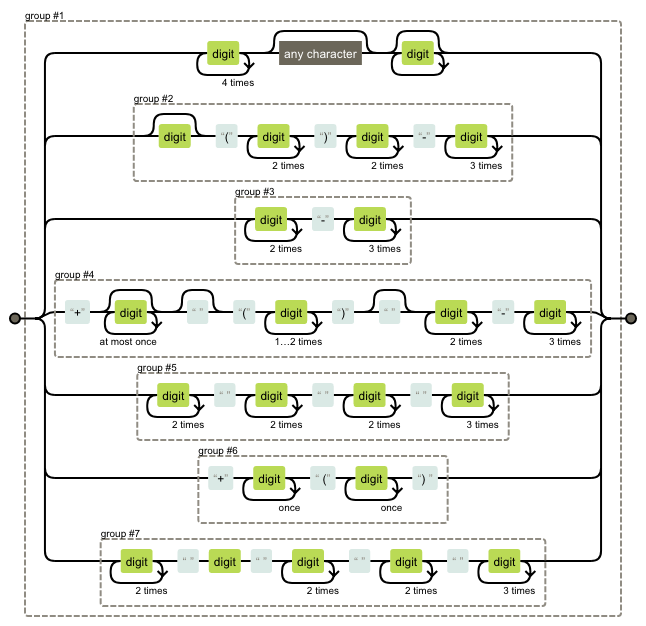 group #1
digit any character digit
4 times
group #2
digit “(” digit “)” digit “-” digit
2 times 2 times 3 times
group #3
digit “-” digit
2 times 3 times
group #4
“+” digit “ ” “(” digit “)” “ ” digit “-” digit
at most once 1…2 times 2 times 3 times
group #5
digit “ ” digit “ ” digit “ ” digit
2 times 2 times 2 times 3 times
group #6
“+” digit “(” digit “)”
once once
group #7
digit “ ” digit “ ” digit “ ” digit “ ” digit
2 times 2 times 2 times 3 times